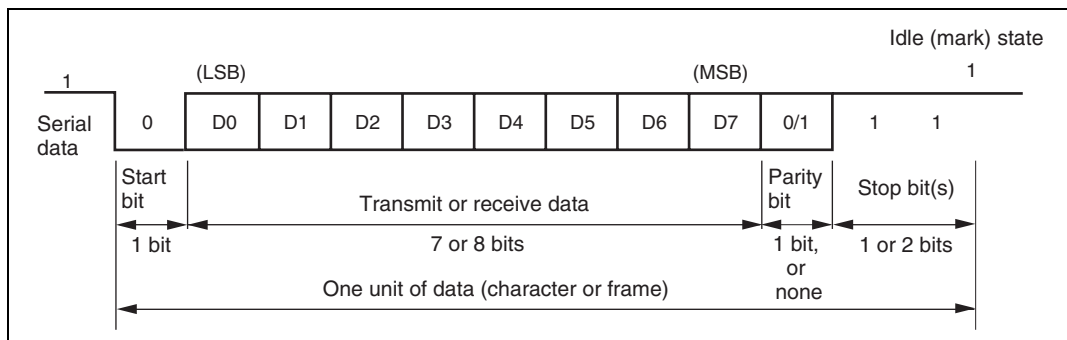 Idle (mark) state
1 (LSB) (MSB) 1
Serial data 0 D0 D1 D2 D3 D4 D5 D6 D7 0/1 1 1
Start bit
Transmit or receive data
Parity bit
Stop bit(s)
1 bit
7 or 8 bits
1 bit, or none
1 or 2 bits
One unit of data (character or frame)